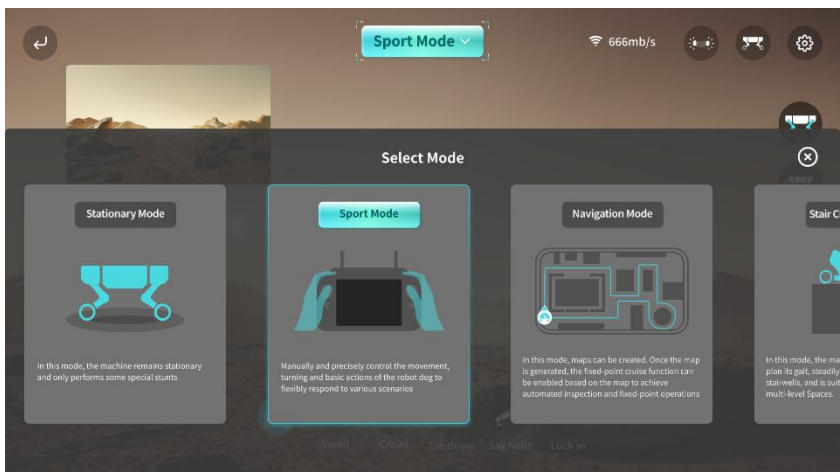 Sport Mode
666mb/s
Select Mode
Stationary Mode
In this mode, the machine remains stationary
and only performs some special stunts
Sport Mode
Manually and precisely control the movement,
turning and basic actions of the robot dog to
flexibly respond to various scenarios
Navigation Mode
In this mode, maps can be created. Once the map
is generated, the fixed-point cruise function can
be enabled based on the map to achieve
automated inspection and fixed-point operations
Stair C
In this mode, the ma
plan its gait, steadily
stairwells, and is suit
multi-level Spaces.
Stand Crawl Lie down Say hello Lock in